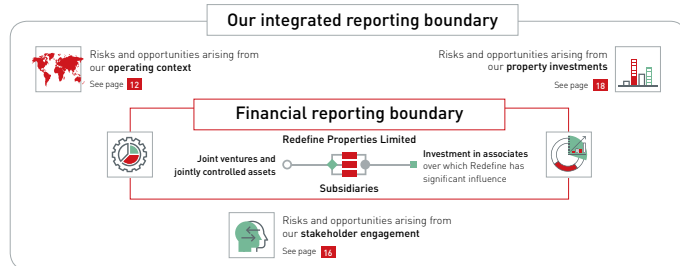 Our integrated reporting boundary
Risks and opportunities arising from
our operating context
See page 12
Risks and opportunities arising from
our property investments
See page 18
Financial reporting boundary
Redefine Properties Limited
Joint ventures and
jointly controlled assets
Investment in associates
over which Redefine has
significant influence
Subsidiaries
Risks and opportunities arising from
our stakeholder engagement
See page 16